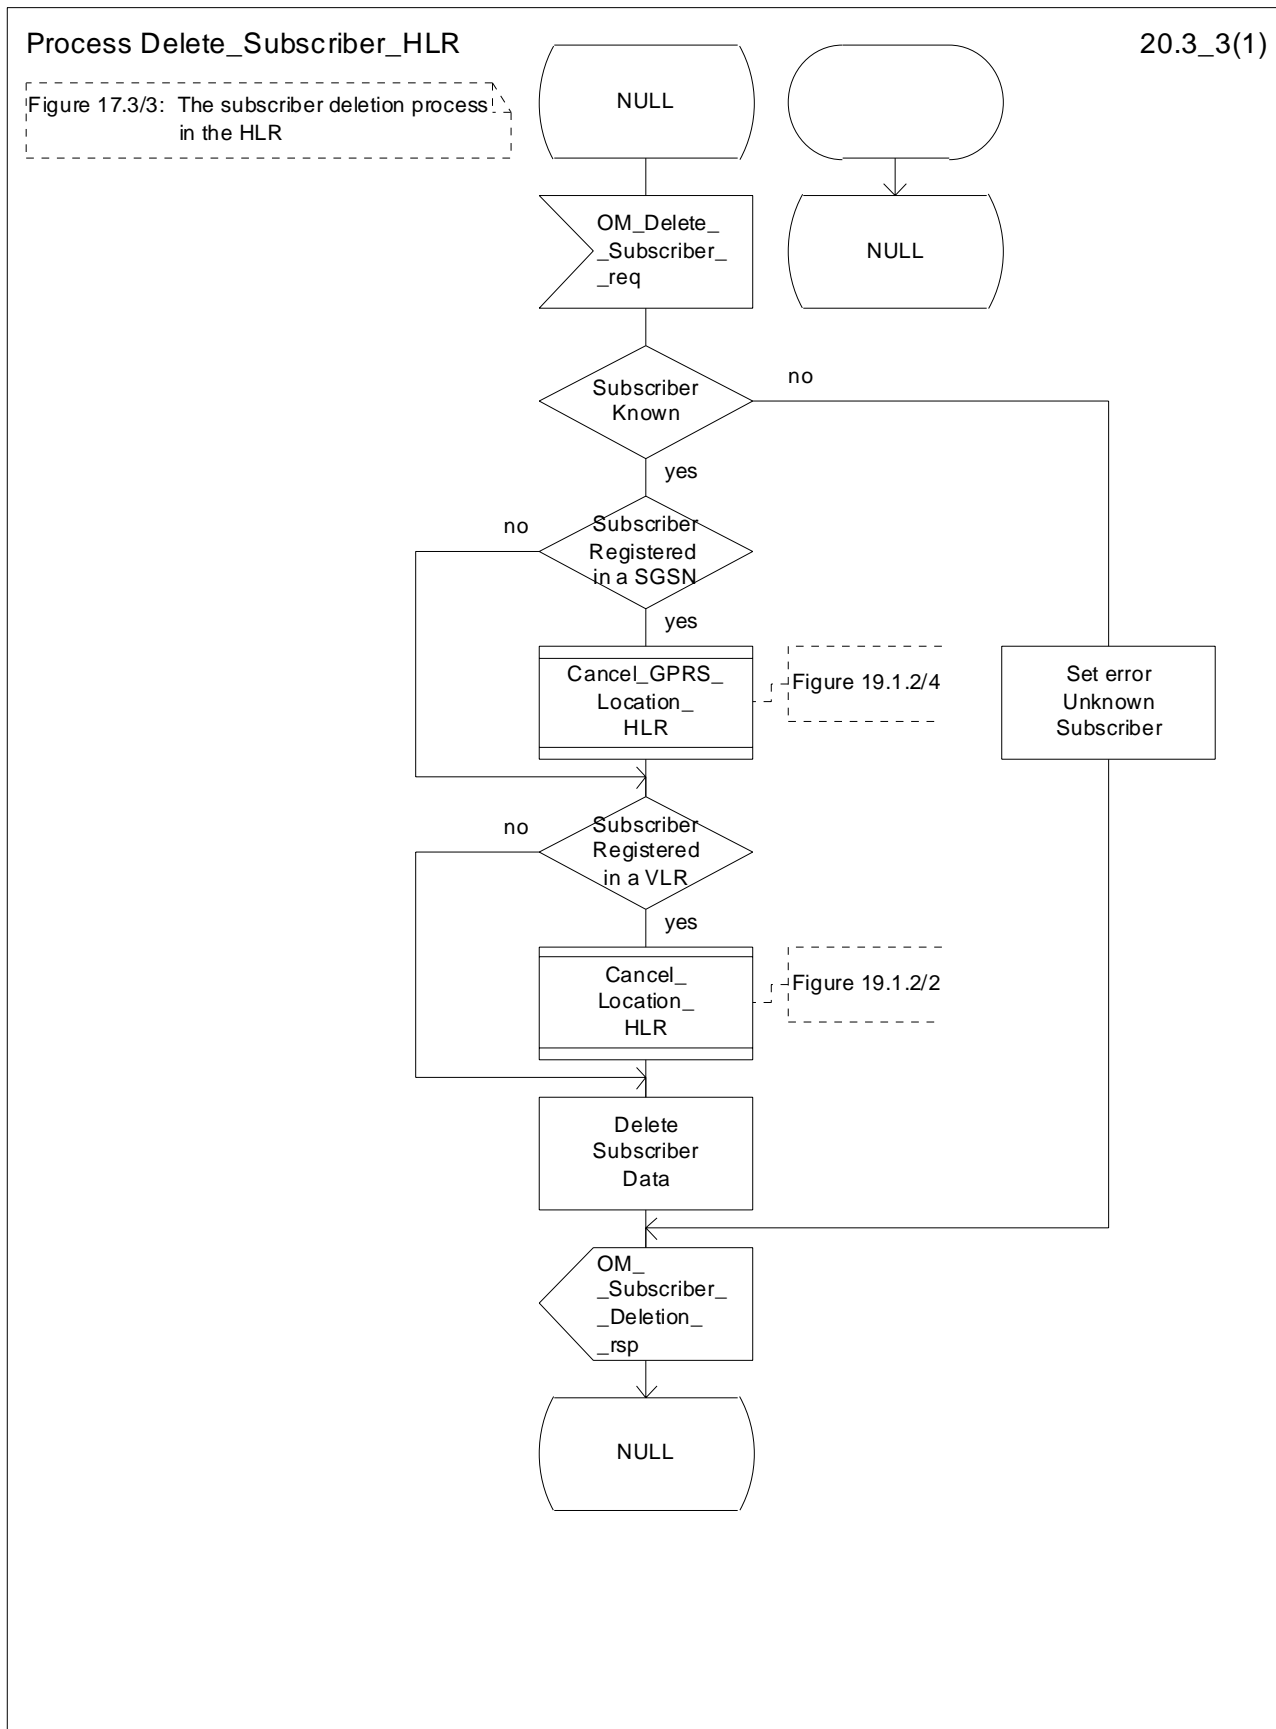 Process Delete_Subscriber_HLR
20.3_3(1)
Figure 17.3/3: The subscriber deletion process
in the HLR
NULL
OM_Delete_
_Subscriber_
_req
NULL
Subscriber
Known
no
yes
Subscriber
Registered
in a SGSN
no
yes
Cancel_GPRS_
Location_
HLR
Figure 19.1.2/4
Set error
Unknown
Subscriber
Subscriber
Registered
in a VLR
no
yes
Cancel_
Location_
HLR
Figure 19.1.2/2
Delete
Subscriber
Data
OM_
_Subscriber_
_Deletion_
_rsp
NULL